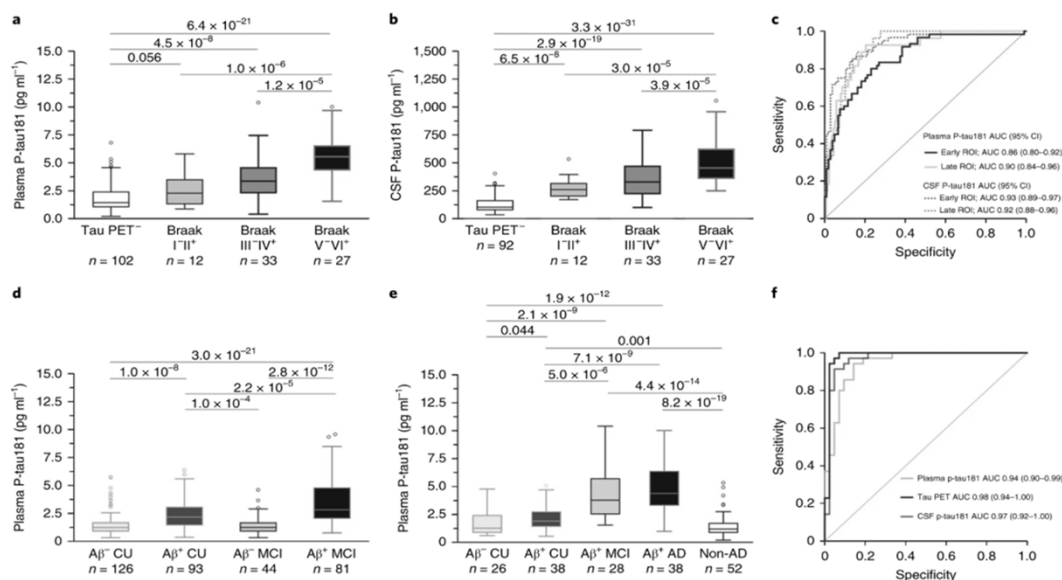 a
6.4 × 10⁻²¹
4.5 × 10⁻⁸
0.056
1.0 × 10⁻⁶
1.2 × 10⁻⁵
Plasma P-tau181 (pg ml⁻¹)
15.0
12.5
10.0
7.5
5.0
2.5
0.0
Tau PET⁻ Braak Braak Braak
I⁻II⁺ III⁻IV⁺ V⁻VI⁺
n = 102 n = 12 n = 33 n = 27
b
3.3 × 10⁻³¹
2.9 × 10⁻¹⁹
6.5 × 10⁻⁸
3.0 × 10⁻⁵
3.9 × 10⁻⁵
CSF P-tau181 (pg ml⁻¹)
1,500
1,250
1,000
750
500
250
0
Tau PET⁻ Braak Braak Braak
I⁻II⁺ III⁻IV⁺ V⁻VI⁺
n = 92 n = 12 n = 33 n = 27
c
Sensitivity
1.0
0.8
0.6
0.4
0.2
0
Plasma P-tau181 AUC (95% CI)
Early ROI; AUC 0.86 (0.80–0.92)
Late ROI; AUC 0.90 (0.84–0.96)
CSF P-tau181 AUC (95% CI)
Early ROI; AUC 0.93 (0.89–0.97)
Late ROI; AUC 0.92 (0.88–0.96)
0 0.2 0.4 0.6 0.8 1.0
Specificity
d
3.0 × 10⁻²¹
1.0 × 10⁻⁸ 2.8 × 10⁻¹²
2.2 × 10⁻⁵
1.0 × 10⁻⁴
Plasma P-tau181 (pg ml⁻¹)
15.0
12.5
10.0
7.5
5.0
2.5
0
Aβ⁻ CU Aβ⁺ CU Aβ⁻ MCI Aβ⁺ MCI
n = 126 n = 93 n = 44 n = 81
e
1.9 × 10⁻¹²
2.1 × 10⁻⁹
0.044
0.001
7.1 × 10⁻⁹
5.0 × 10⁻⁶
4.4 × 10⁻¹⁴
8.2 × 10⁻¹⁹
Plasma P-tau181 (pg ml⁻¹)
15.0
12.5
10.0
7.5
5.0
2.5
0
Aβ⁻ CU Aβ⁺ CU Aβ⁺ MCI Aβ⁺ AD Non-AD
n = 26 n = 38 n = 28 n = 38 n = 52
f
Sensitivity
1.0
0.8
0.6
0.4
0.2
0
Plasma p-tau181 AUC 0.94 (0.90–0.99)
Tau PET AUC 0.98 (0.94–1.00)
CSF p-tau181 AUC 0.97 (0.92–1.00)
0 0.2 0.4 0.6 0.8 1.0
Specificity